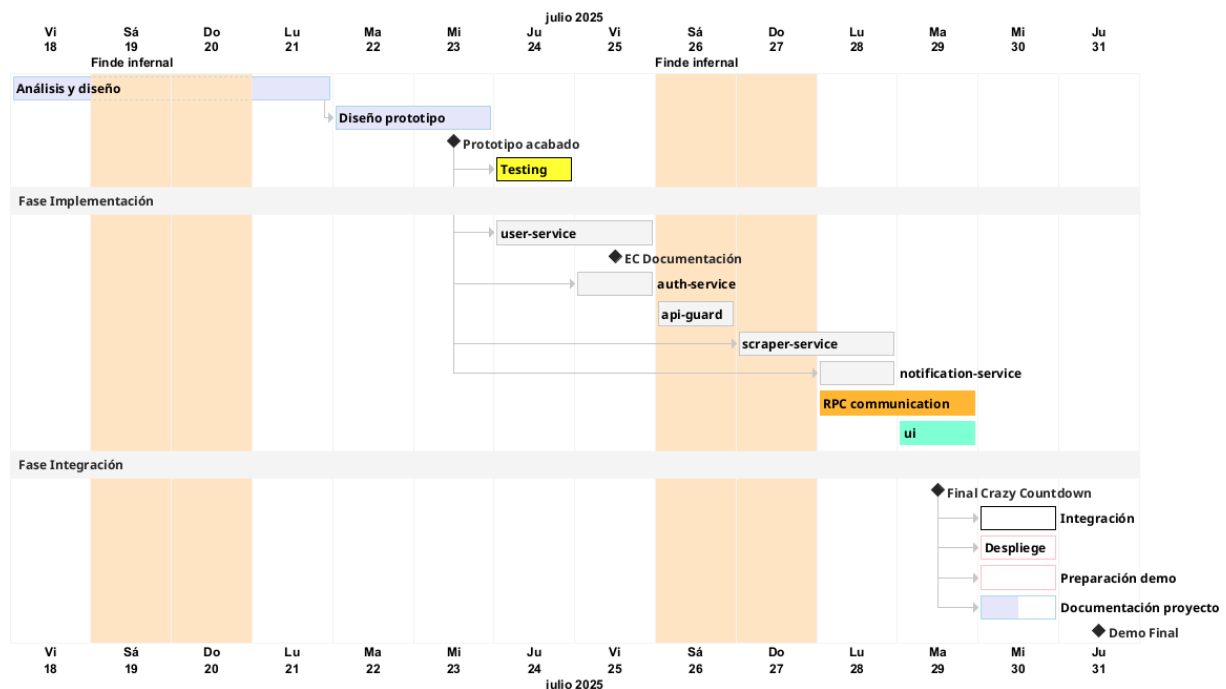 julio 2025
Vi Sá Do Lu Ma Mi Ju Vi Sá Do Lu Ma Mi Ju
18 19 20 21 22 23 24 25 26 27 28 29 30 31
Finde infernal Finde infernal
Análisis y diseño
Diseño prototipo
Prototipo acabado
Testing
Fase Implementación
user-service
EC Documentación
auth-service
api-guard
scraper-service
notification-service
RPC communication
ui
Fase Integración
Final Crazy Countdown
Integración
Despliege
Preparación demo
Documentación proyecto
Demo Final
Vi Sá Do Lu Ma Mi Ju Vi Sá Do Lu Ma Mi Ju
18 19 20 21 22 23 24 25 26 27 28 29 30 31
julio 2025